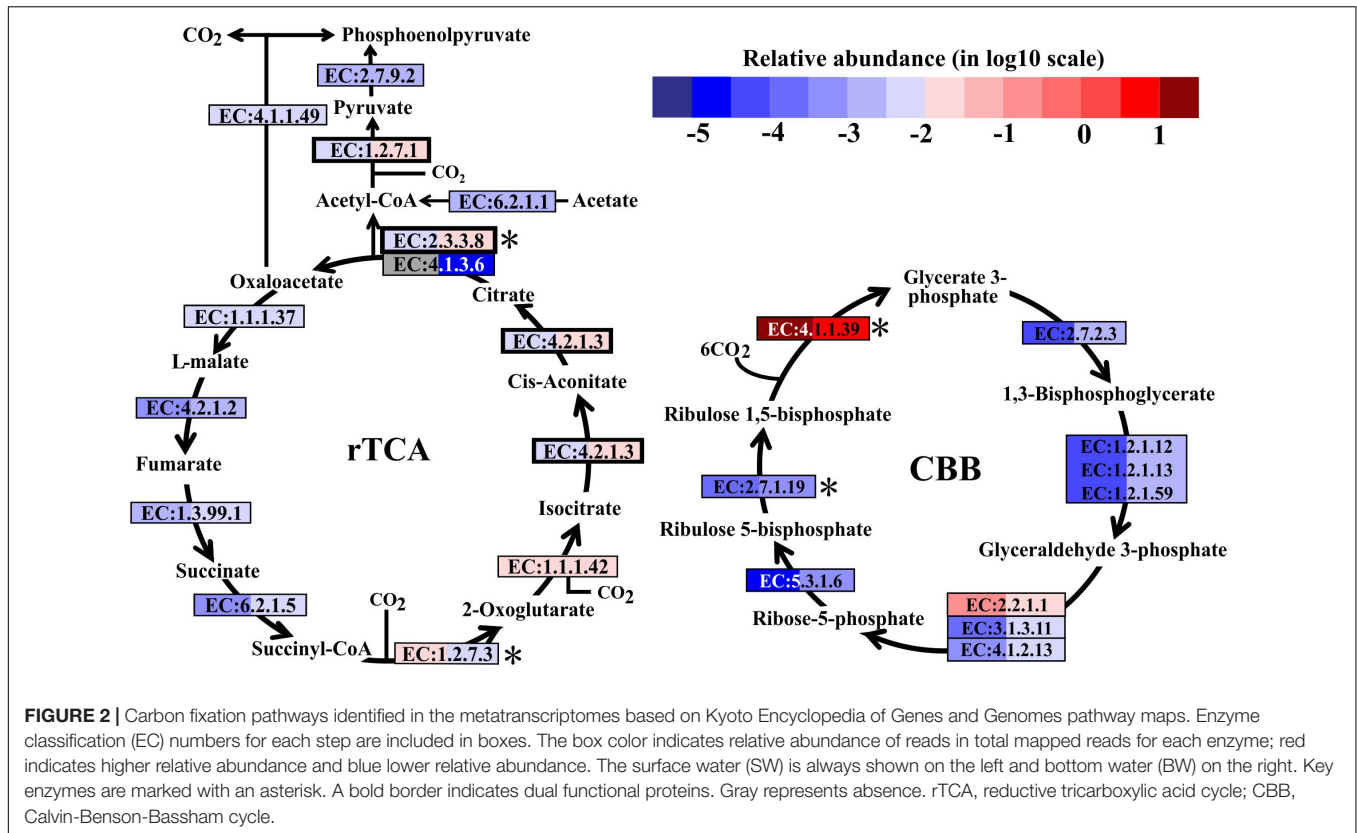 CO2
Phosphoenolpyruvate
EC:2.7.9.2
EC:4.1.1.49
Pyruvate
EC:1.2.7.1
CO2
Acetyl-CoA
EC:6.2.1.1
Acetate
EC:2.3.3.8 *
EC:4.1.3.6
Oxaloacetate
Citrate
EC:1.1.1.37
EC:4.2.1.3
L-malate
Cis-Aconitate
EC:4.2.1.2
rTCA
EC:4.2.1.3
Fumarate
Isocitrate
EC:1.3.99.1
EC:1.1.1.42
Succinate
CO2
CO2
2-Oxoglutarate
EC:6.2.1.5
Succinyl-CoA
EC:1.2.7.3 *
Relative abundance (in log10 scale)
-5 -4 -3 -2 -1 0 1
Glycerate 3-
phosphate
EC:4.1.1.39 *
EC:2.7.2.3
6CO2
1,3-Bisphosphoglycerate
Ribulose 1,5-bisphosphate
EC:1.2.1.12
EC:1.2.1.13
EC:1.2.1.59
CBB
EC:2.7.1.19 *
Ribulose 5-bisphosphate
Glyceraldehyde 3-phosphate
EC:5.3.1.6
Ribose-5-phosphate
EC:2.2.1.1
EC:3.1.3.11
EC:4.1.2.13
FIGURE 2 | Carbon fixation pathways identified in the metatranscriptomes based on Kyoto Encyclopedia of Genes and Genomes pathway maps. Enzyme
classification (EC) numbers for each step are included in boxes. The box color indicates relative abundance of reads in total mapped reads for each enzyme; red
indicates higher relative abundance and blue lower relative abundance. The surface water (SW) is always shown on the left and bottom water (BW) on the right. Key
enzymes are marked with an asterisk. A bold border indicates dual functional proteins. Gray represents absence. rTCA, reductive tricarboxylic acid cycle; CBB,
Calvin-Benson-Bassham cycle.